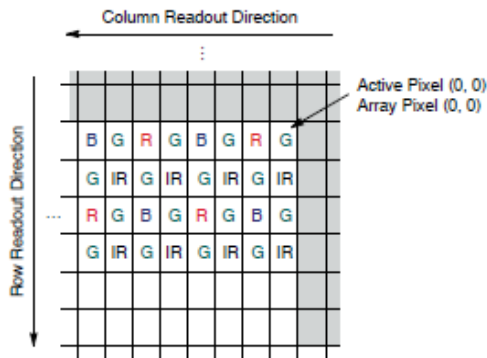 Column Readout Direction
⋮
Active Pixel (0, 0)
Array Pixel (0, 0)
Row Readout Direction
B G R G B G R G
G IR G IR G IR G IR
... R G B G R G B G
G IR G IR G IR G IR